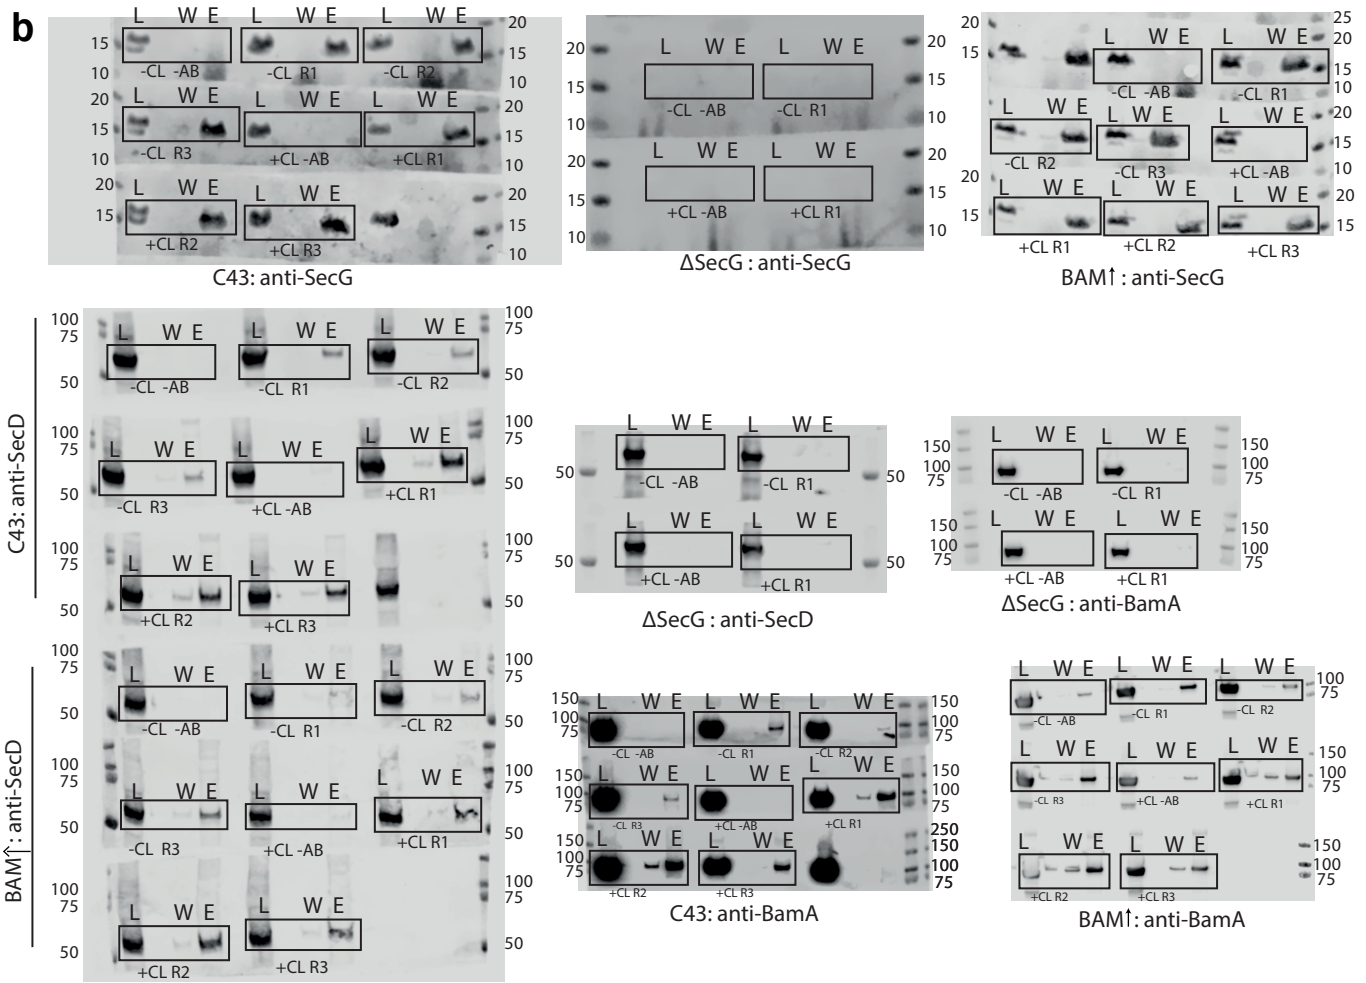 b
L W E L W E L W E
15 20
10 15
-CL -AB -CL R1 -CL R2 10
20 L W E L W E L W E 20
15 15
10 -CL R3 +CL -AB +CL R1 10
20 L W E L W E 20
15 15
+CL R2 +CL R3 10
C43: anti-SecG
L W E L W E
20 20
15 15
10 -CL -AB -CL R1 10
L W E L W E
20 20
15 15
10 +CL -AB +CL R1 10
ΔSecG : anti-SecG
20 L W E L W E 25
15 20
15
-CL -AB -CL R1 10
L W E L W E L W E
20
15
-CL R2 -CL R3 +CL -AB 10
20 L W E L W E L W E 20
15 15
+CL R1 +CL R2 +CL R3
BAM↑ : anti-SecG
C43: anti-SecD
100 L W E L W E L W E 100
75 75
50 -CL -AB -CL R1 -CL R2 50
100 L W E L W E L W E 100
75 75
50 -CL R3 +CL -AB +CL R1 50
100 100
75 L W E L W E 75
50 +CL R2 +CL R3 50
BAM↑: anti-SecD
100 L W E L W E L W E 100
75 75
50 -CL -AB -CL R1 -CL R2 50
100 L W E L W E L W E 100
75 75
50 -CL R3 +CL -AB +CL R1 50
100 100
75 L W E L W E 75
50 +CL R2 +CL R3 50
L W E L W E
50 50
-CL -AB -CL R1
L W E L W E
50 50
+CL -AB +CL R1
ΔSecG : anti-SecD
L W E L W E
150 150
100 100
75 75
-CL -AB -CL R1
L W E L W E
150 150
100 100
75 75
+CL -AB +CL R1
ΔSecG : anti-BamA
150 L W E L W E L W E 150
100 100
75 75
-CL -AB -CL R1 -CL R2
150 L W E L W E L W E 150
100 100
75 75
-CL R3 +CL -AB +CL R1
250
150 L W E L W E 150
100 100
75 75
+CL R2 +CL R3
C43: anti-BamA
L W E L W E L W E 100
75
-CL -AB -CL R1 -CL R2
L W E L W E L W E 150
100
75
-CL R3 +CL -AB +CL R1
L W E L W E 150
100
75
+CL R2 +CL R3
BAM↑: anti-BamA